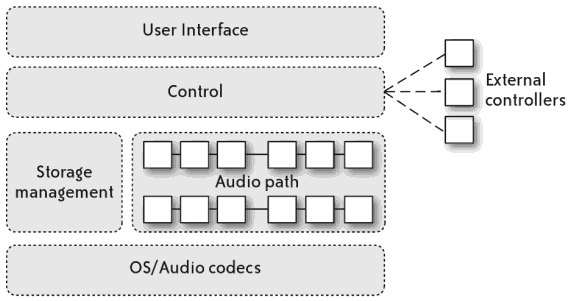 User Interface
Control
External
controllers
Storage
management
Audio path
OS/Audio codecs